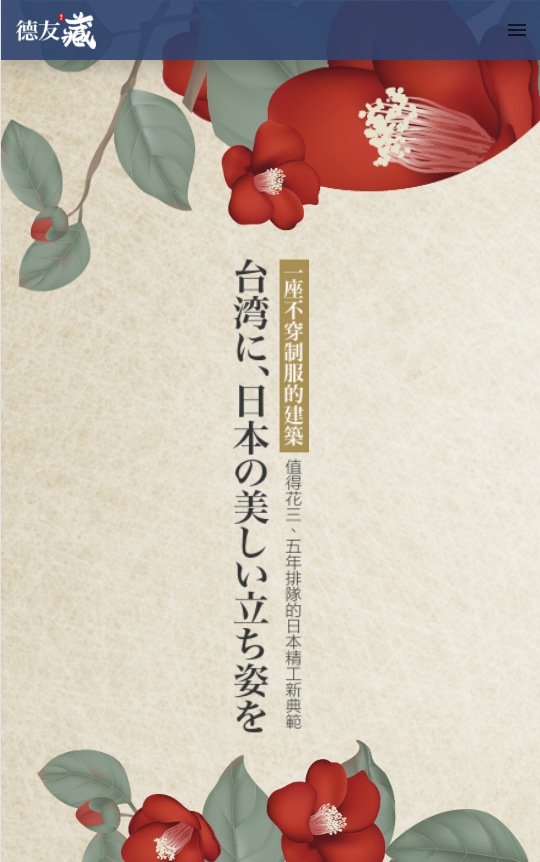 德友藏
一座不穿制服的建築
值得花三、五年排隊的日本精工新典範
台湾に、日本の美しい立ち姿を